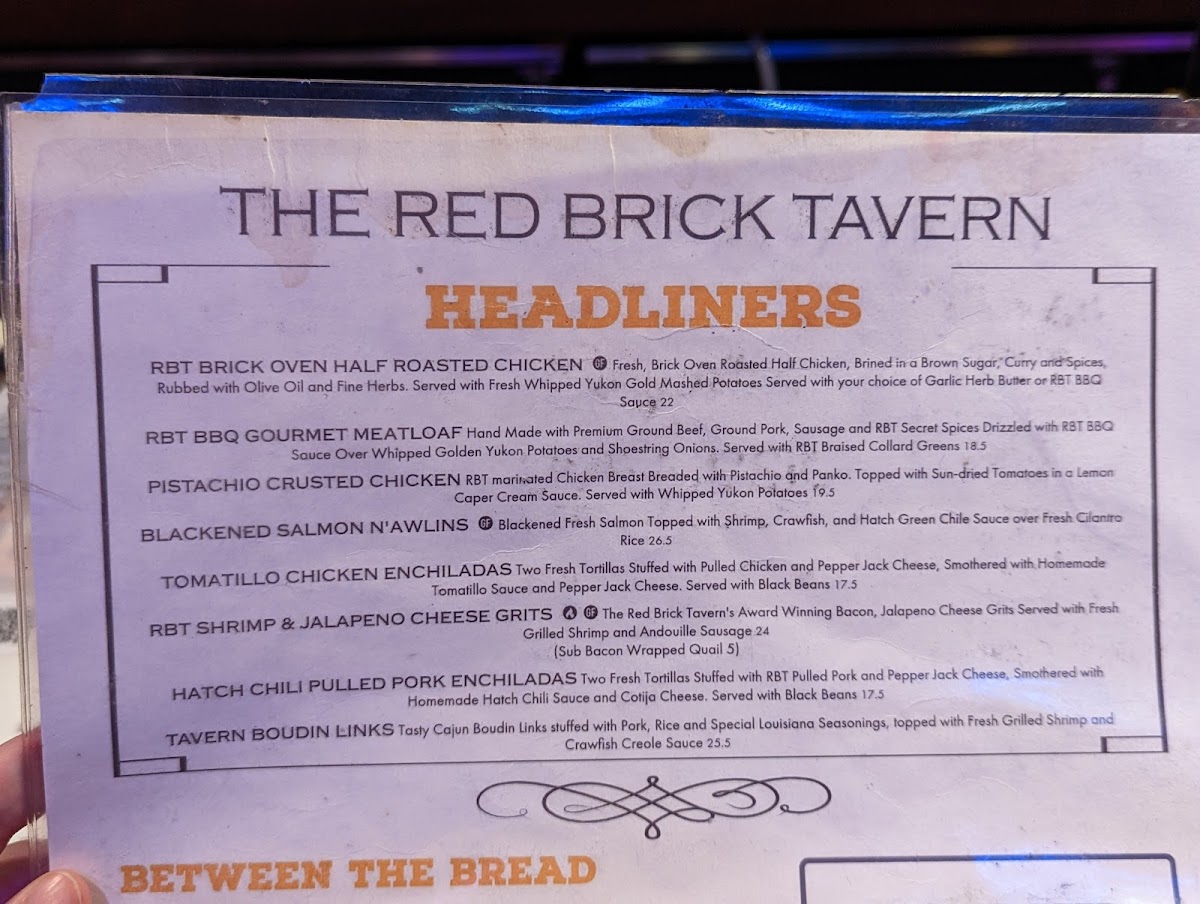 THE RED BRICK TAVERN
HEADLINERS
RBT BRICK OVEN HALF ROASTED CHICKEN GF Fresh, Brick Oven Roasted Half Chicken, Brined in a Brown Sugar, Curry and Spices,
Rubbed with Olive Oil and Fine Herbs. Served with Fresh Whipped Yukon Gold Mashed Potatoes Served with your choice of Garlic Herb Butter or RBT BBQ
Sauce 22
RBT BBQ GOURMET MEATLOAF Hand Made with Premium Ground Beef, Ground Pork, Sausage and RBT Secret Spices Drizzled with RBT BBQ
Sauce Over Whipped Golden Yukon Potatoes and Shoestring Onions. Served with RBT Braised Collard Greens 18.5
PISTACHIO CRUSTED CHICKEN RBT marinated Chicken Breast Breaded with Pistachio and Panko. Topped with Sun-dried Tomatoes in a Lemon
Caper Cream Sauce. Served with Whipped Yukon Potatoes 19.5
BLACKENED SALMON N'AWLINS GF Blackened Fresh Salmon Topped with Shrimp, Crawfish, and Hatch Green Chile Sauce over Fresh Cilantro
Rice 26.5
TOMATILLO CHICKEN ENCHILADAS Two Fresh Tortillas Stuffed with Pulled Chicken and Pepper Jack Cheese, Smothered with Homemade
Tomatillo Sauce and Pepper Jack Cheese. Served with Black Beans 17.5
RBT SHRIMP & JALAPENO CHEESE GRITS GF The Red Brick Tavern's Award Winning Bacon, Jalapeno Cheese Grits Served with Fresh
Grilled Shrimp and Andouille Sausage 24
(Sub Bacon Wrapped Quail 5)
HATCH CHILI PULLED PORK ENCHILADAS Two Fresh Tortillas Stuffed with RBT Pulled Pork and Pepper Jack Cheese, Smothered with
Homemade Hatch Chili Sauce and Cotija Cheese. Served with Black Beans 17.5
TAVERN BOUDIN LINKS Tasty Cajun Boudin Links stuffed with Pork, Rice and Special Louisiana Seasonings, topped with Fresh Grilled Shrimp and
Crawfish Creole Sauce 25.5
BETWEEN THE BREAD